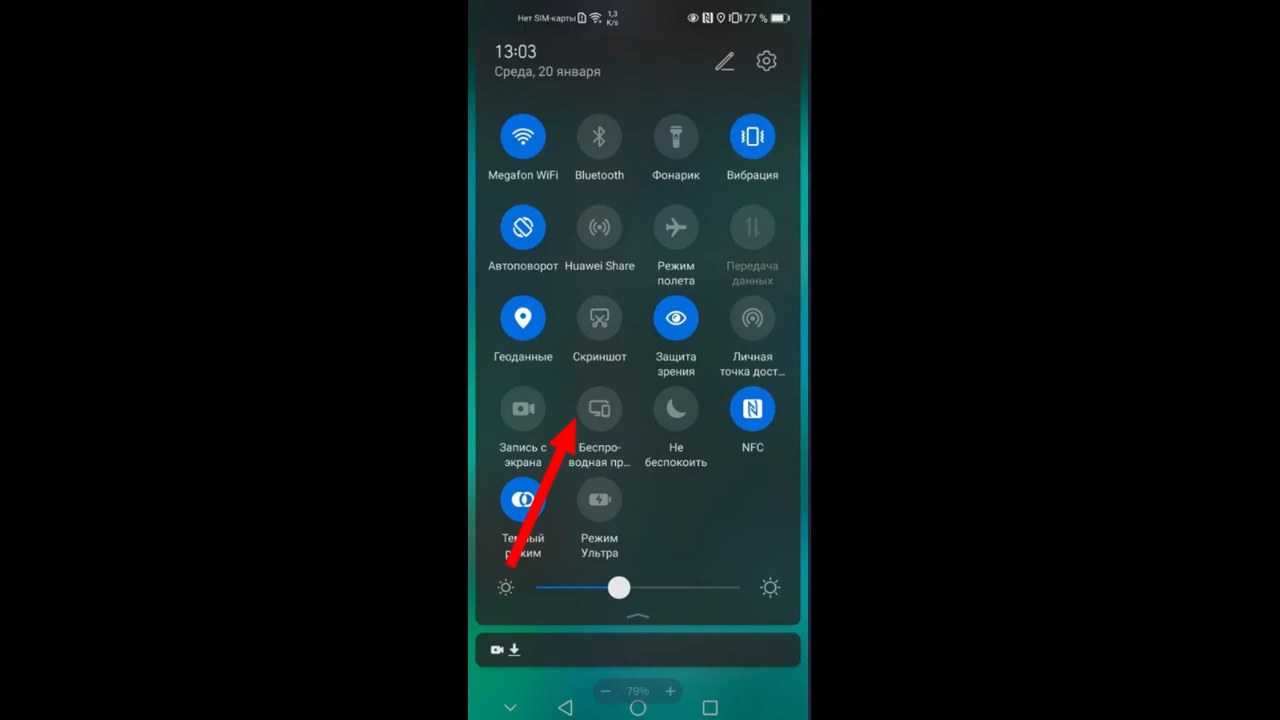 Нет SIM-карты 1,3 K/s 77 %
13:03
Среда, 20 января
Megafon WiFi Bluetooth Фонарик Вибрация
Автоповорот Huawei Share Режим полета Передача данных
Геоданные Скриншот Защита зрения Личная точка дост...
Запись с экрана Беспро-водная пр... Не беспокоить NFC
Темный режим Режим Ультра
79%